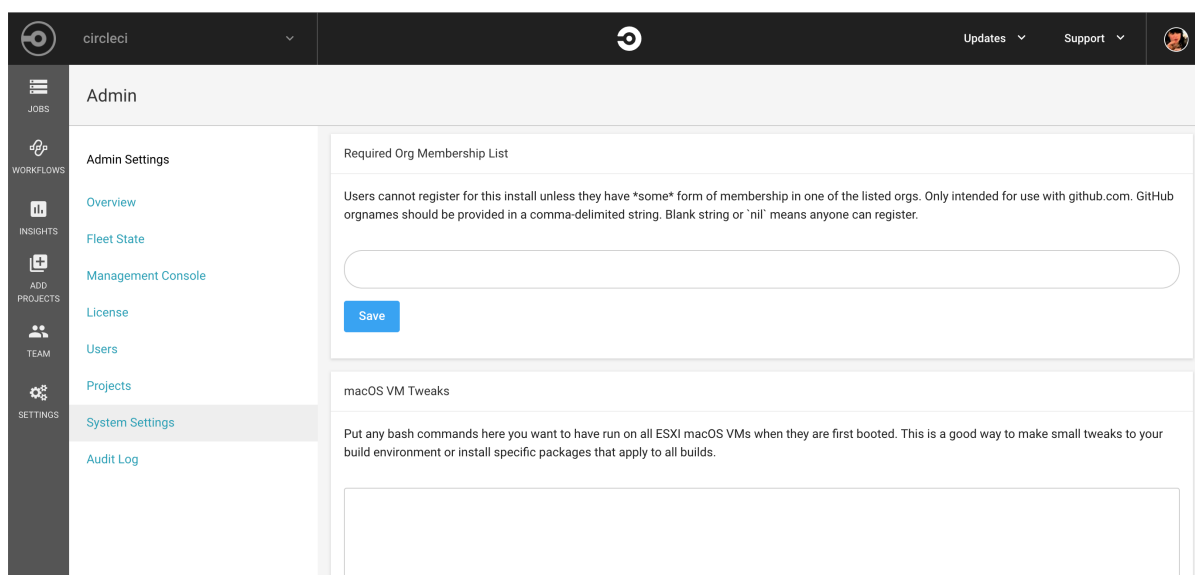 circleci
Updates
Support
JOBS
WORKFLOWS
INSIGHTS
ADD
PROJECTS
TEAM
SETTINGS
Admin
Admin Settings
Overview
Fleet State
Management Console
License
Users
Projects
System Settings
Audit Log
Required Org Membership List
Users cannot register for this install unless they have *some* form of membership in one of the listed orgs. Only intended for use with github.com. GitHub
orgnames should be provided in a comma-delimited string. Blank string or `nil` means anyone can register.
Save
macOS VM Tweaks
Put any bash commands here you want to have run on all ESXI macOS VMs when they are first booted. This is a good way to make small tweaks to your
build environment or install specific packages that apply to all builds.